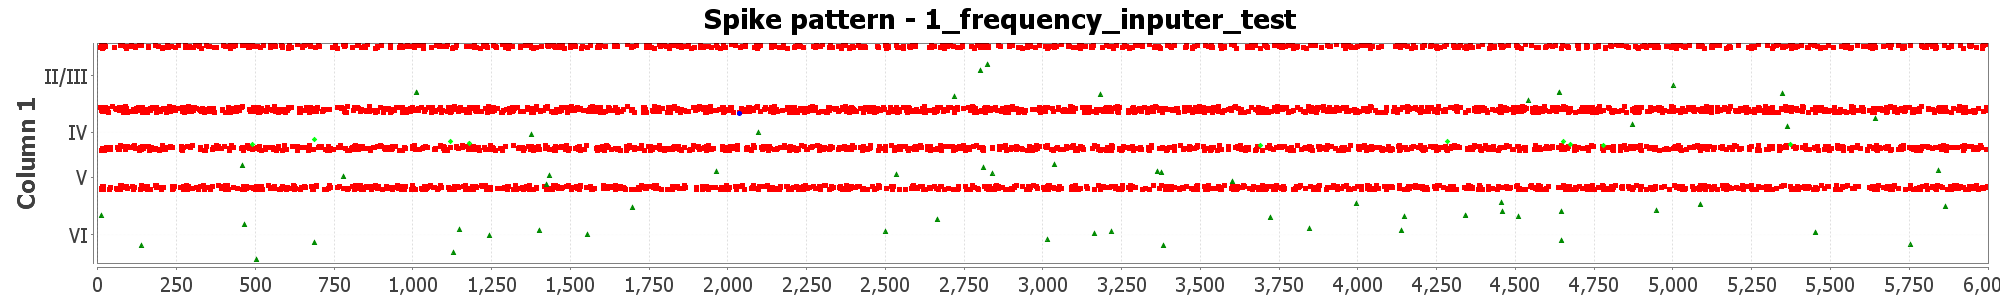 Spike pattern - 1_frequency_inputer_test
Column 1
II/III
IV
V
VI
0 250 500 750 1,000 1,250 1,500 1,750 2,000 2,250 2,500 2,750 3,000 3,250 3,500 3,750 4,000 4,250 4,500 4,750 5,000 5,250 5,500 5,750 6,00